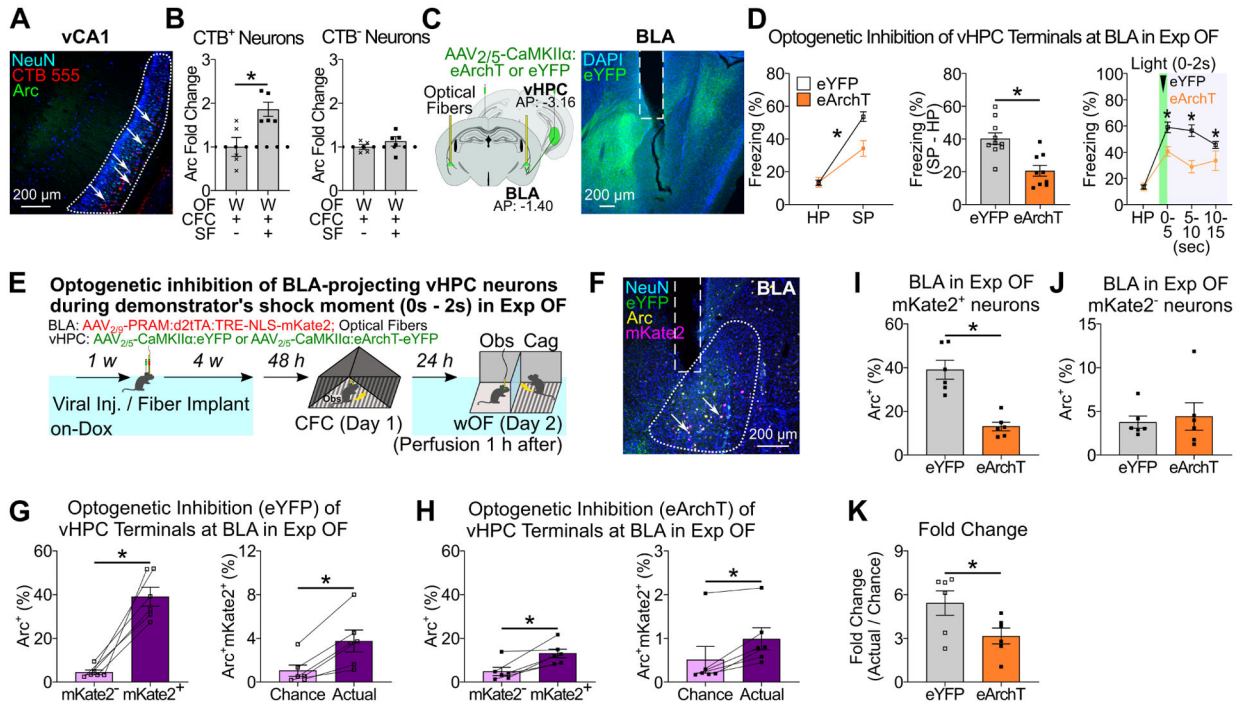 A
vCA1
NeuN
CTB 555
Arc
200 µm
B
CTB+ Neurons
CTB- Neurons
Arc Fold Change
3
2
1
0
*
OF W W
CFC + +
SF - +
Arc Fold Change
3
2
1
0
OF W W
CFC + +
SF - +
C
AAV2/5-CaMKIIα:
eArchT or eYFP
Optical
Fibers
vHPC
AP: -3.16
BLA
AP: -1.40
BLA
DAPI
eYFP
200 µm
D
Optogenetic Inhibition of vHPC Terminals at BLA in Exp OF
Freezing (%)
100
80
60
40
20
0
eYFP
eArchT
*
HP SP
Freezing (%)
(SP - HP)
100
80
60
40
20
0
*
eYFP eArchT
Light (0-2s)
eYFP
eArchT
Freezing (%)
100
80
60
40
20
0
* * *
HP 0-5 5-10 10-15
(sec)
E
Optogenetic inhibition of BLA-projecting vHPC neurons
during demonstrator's shock moment (0s - 2s) in Exp OF
BLA: AAV2/9-PRAM:d2tTA:TRE-NLS-mKate2; Optical Fibers
vHPC: AAV2/5-CaMKIIα:eYFP or AAV2/5-CaMKIIα:eArchT-eYFP
1 w 4 w 48 h 24 h
Obs Cag
Obs
Viral Inj. / Fiber Implant
on-Dox
CFC (Day 1)
wOF (Day 2)
(Perfusion 1 h after)
F
NeuN
eYFP
Arc
mKate2
BLA
200 µm
I
BLA in Exp OF
mKate2+ neurons
Arc+ (%)
60
40
20
0
*
eYFP eArchT
J
BLA in Exp OF
mKate2- neurons
Arc+ (%)
15
10
5
0
eYFP eArchT
G
Optogenetic Inhibition (eYFP) of
vHPC Terminals at BLA in Exp OF
Arc+ (%)
60
40
20
0
*
mKate2- mKate2+
Arc+mKate2+ (%)
12
8
4
0
*
Chance Actual
H
Optogenetic Inhibition (eArchT) of
vHPC Terminals at BLA in Exp OF
Arc+ (%)
60
40
20
0
*
mKate2- mKate2+
Arc+mKate2+ (%)
3
2
1
0
*
Chance Actual
K
Fold Change
Fold Change
(Actual / Chance)
9
6
3
0
*
eYFP eArchT